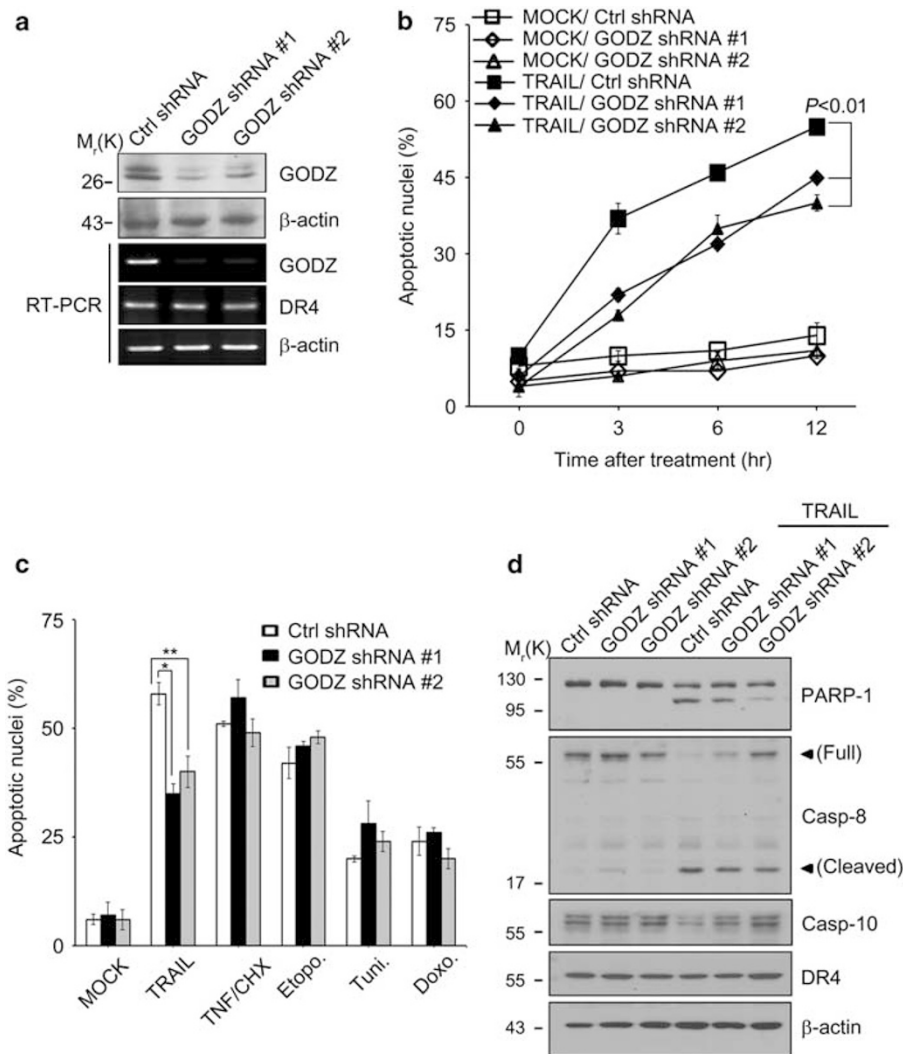 a
Ctrl shRNA
GODZ shRNA #1
GODZ shRNA #2
Mr(K)
26–
GODZ
43–
β-actin
RT-PCR
GODZ
DR4
β-actin
b
MOCK/ Ctrl shRNA
MOCK/ GODZ shRNA #1
MOCK/ GODZ shRNA #2
TRAIL/ Ctrl shRNA
TRAIL/ GODZ shRNA #1
TRAIL/ GODZ shRNA #2
P<0.01
Apoptotic nuclei (%)
75
60
45
30
15
0
0 3 6 12
Time after treatment (hr)
c
Ctrl shRNA
GODZ shRNA #1
GODZ shRNA #2
**
*
Apoptotic nuclei (%)
75
50
25
0
MOCK
TRAIL
TNF/CHX
Etopo.
Tuni.
Doxo.
d
TRAIL
Ctrl shRNA
GODZ shRNA #1
GODZ shRNA #2
Ctrl shRNA
GODZ shRNA #1
GODZ shRNA #2
Mr(K)
130 –
95 –
PARP-1
55 –
(Full)
Casp-8
17 –
(Cleaved)
55 –
Casp-10
55 –
DR4
43 –
β-actin